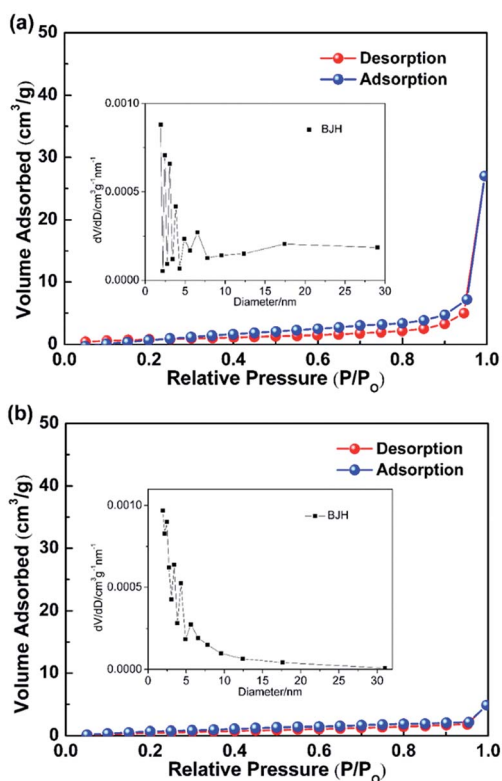 (a)
50
40
30
20
10
0
Volume Adsorbed (cm³/g)
Desorption
Adsorption
0.0010
0.0005
0.0000
dV/dD/cm³g⁻¹nm⁻¹
BJH
0 5 10 15 20 25 30
Diameter/nm
0.0 0.2 0.4 0.6 0.8 1.0
Relative Pressure (P/P_O)
(b)
50
40
30
20
10
0
Volume Adsorbed (cm³/g)
Desorption
Adsorption
0.0010
0.0005
0.0000
dV/dD/cm³g⁻¹nm⁻¹
BJH
0 5 10 15 20 25 30
Diameter/nm
0.0 0.2 0.4 0.6 0.8 1.0
Relative Pressure (P/P_O)